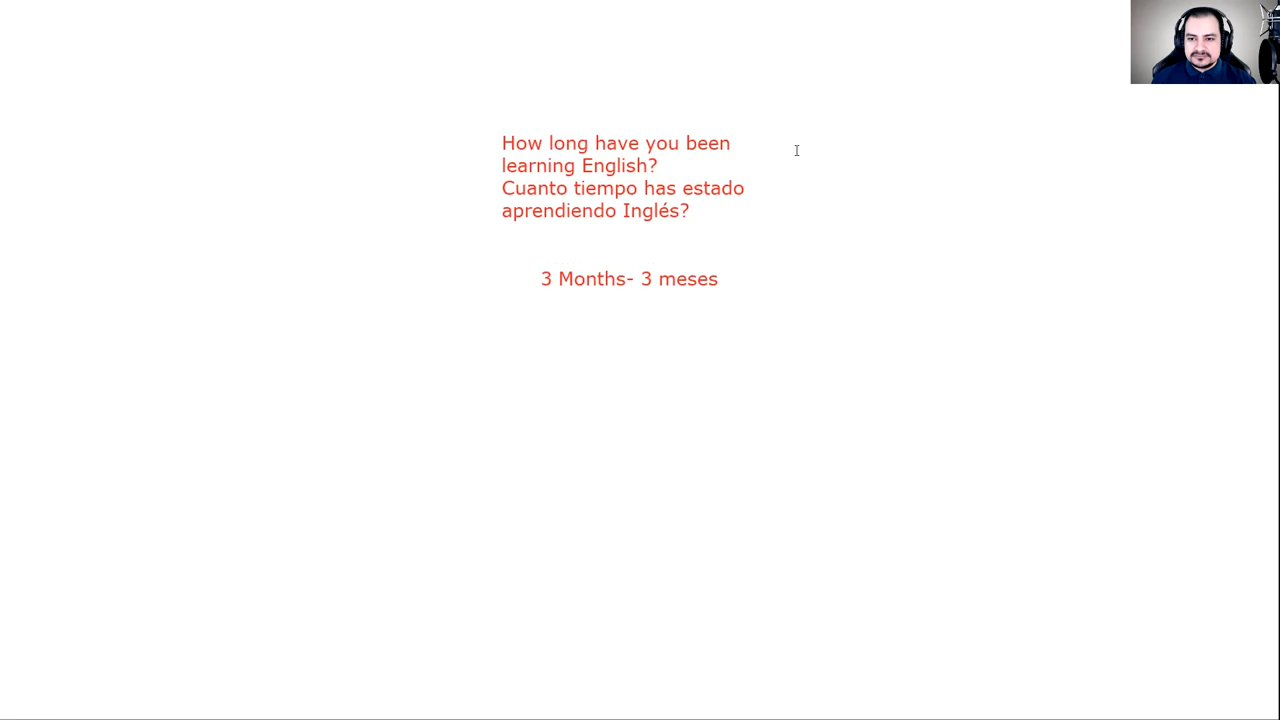 How long have you been
learning English?
Cuanto tiempo has estado
aprendiendo Inglés?
3 Months- 3 meses